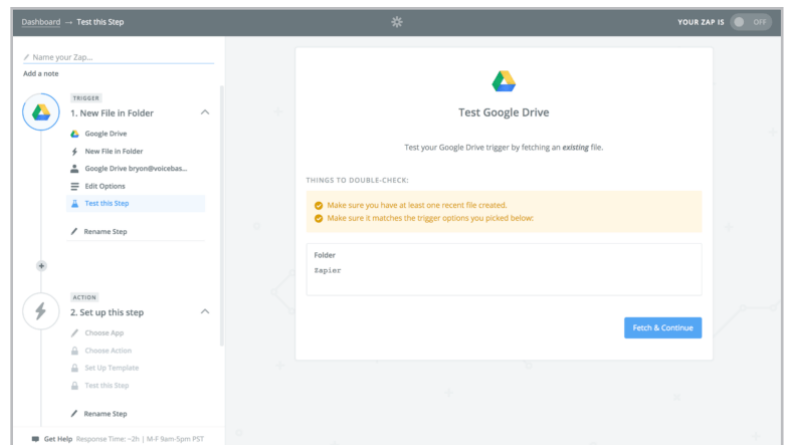 Dashboard → Test this Step
YOUR ZAP IS OFF
Name your Zap...
Add a note
TRIGGER
1. New File in Folder
Google Drive
New File in Folder
Google Drive bryon@voicebas...
Edit Options
Test this Step
Rename Step
+
ACTION
2. Set up this step
Choose App
Choose Action
Set Up Template
Test this Step
Rename Step
Get Help Response Time: ~2h | M-F 9am-5pm PST
Test Google Drive
Test your Google Drive trigger by fetching an existing file.
THINGS TO DOUBLE-CHECK:
Make sure you have at least one recent file created.
Make sure it matches the trigger options you picked below:
Folder
Zapier
Fetch & Continue